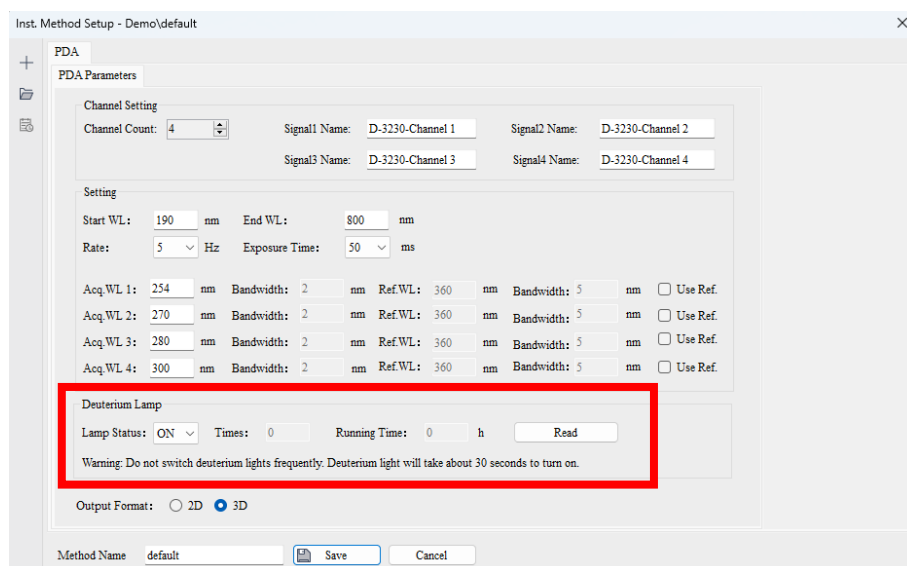 Inst. Method Setup - Demo\default
PDA
PDA Parameters
Channel Setting
Channel Count: 4 Signal1 Name: D-3230-Channel 1 Signal2 Name: D-3230-Channel 2
Signal3 Name: D-3230-Channel 3 Signal4 Name: D-3230-Channel 4
Setting
Start WL: 190 nm End WL: 800 nm
Rate: 5 Hz Exposure Time: 50 ms
Acq.WL 1: 254 nm Bandwidth: 2 nm Ref.WL: 360 nm Bandwidth: 5 nm Use Ref.
Acq.WL 2: 270 nm Bandwidth: 2 nm Ref.WL: 360 nm Bandwidth: 5 nm Use Ref.
Acq.WL 3: 280 nm Bandwidth: 2 nm Ref.WL: 360 nm Bandwidth: 5 nm Use Ref.
Acq.WL 4: 300 nm Bandwidth: 2 nm Ref.WL: 360 nm Bandwidth: 5 nm Use Ref.
Deuterium Lamp
Lamp Status: ON Times: 0 Running Time: 0 h Read
Warning: Do not switch deuterium lights frequently. Deuterium light will take about 30 seconds to turn on.
Output Format: 2D 3D
Method Name default Save Cancel